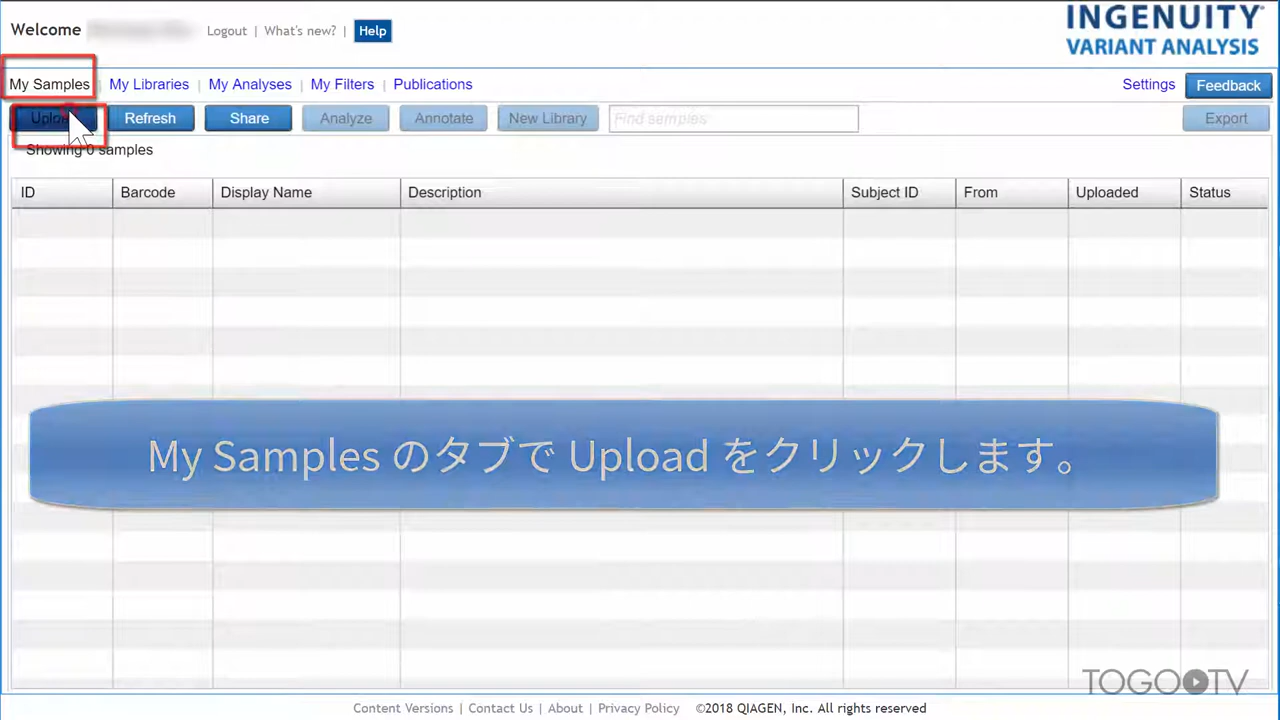 Welcome Logout | What's new? | Help
INGENUITY
VARIANT ANALYSIS
My Samples | My Libraries | My Analyses | My Filters | Publications Settings Feedback
Refresh Share Analyze Annotate New Library Find samples Export
Showing 0 samples
ID Barcode Display Name Description Subject ID From Uploaded Status
My Samples のタブで Upload をクリックします。
TOGOTV
Content Versions | Contact Us | About | Privacy Policy ©2018 QIAGEN, Inc. All rights reserved